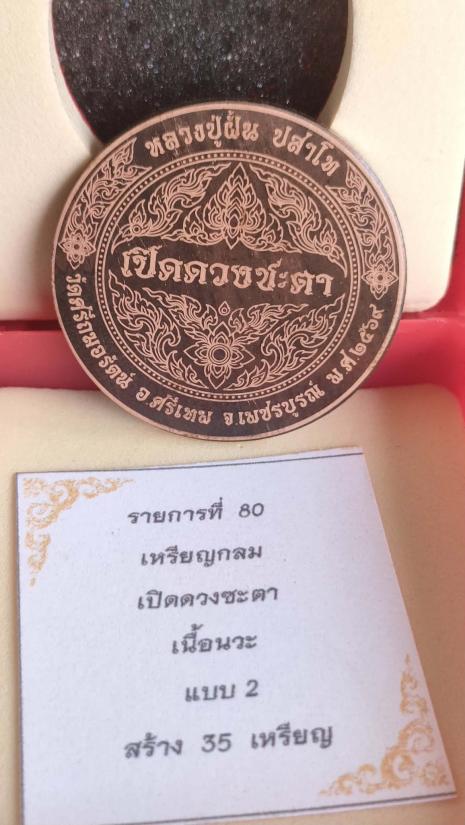 หลวงปู่ฝั้น ปสาโท
เปิดดวงชะตา
วัดศรีถมอรัตน์ อ.ศรีเทพ จ.เพชรบูรณ์ พ.ศ.๒๕๖๙
รายการที่ 80
เหรียญกลม
เปิดดวงชะตา
เนื้อนวะ
แบบ 2
สร้าง 35 เหรียญ